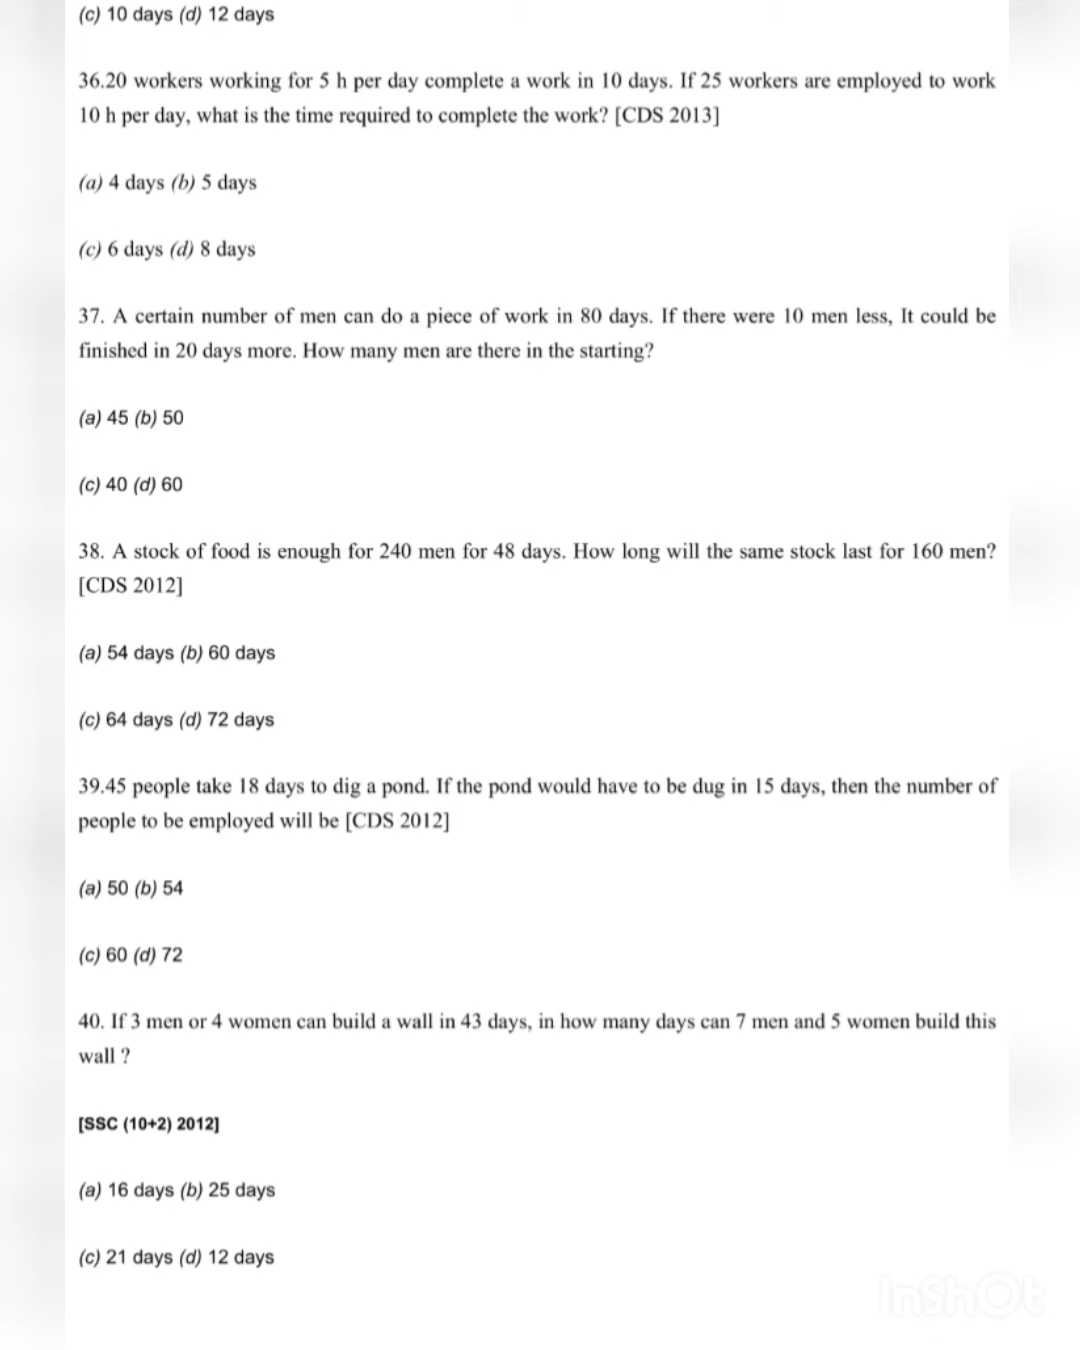 (c) 10 days (d) 12 days
36.20 workers working for 5 h per day complete a work in 10 days. If 25 workers are employed to work
10 h per day, what is the time required to complete the work? [CDS 2013]
(a) 4 days (b) 5 days
(c) 6 days (d) 8 days
37. A certain number of men can do a piece of work in 80 days. If there were 10 men less, It could be
finished in 20 days more. How many men are there in the starting?
(a) 45 (b) 50
(c) 40 (d) 60
38. A stock of food is enough for 240 men for 48 days. How long will the same stock last for 160 men?
[CDS 2012]
(a) 54 days (b) 60 days
(c) 64 days (d) 72 days
39.45 people take 18 days to dig a pond. If the pond would have to be dug in 15 days, then the number of
people to be employed will be [CDS 2012]
(a) 50 (b) 54
(c) 60 (d) 72
40. If 3 men or 4 women can build a wall in 43 days, in how many days can 7 men and 5 women build this
wall ?
[SSC (10+2) 2012]
(a) 16 days (b) 25 days
(c) 21 days (d) 12 days
InShOt